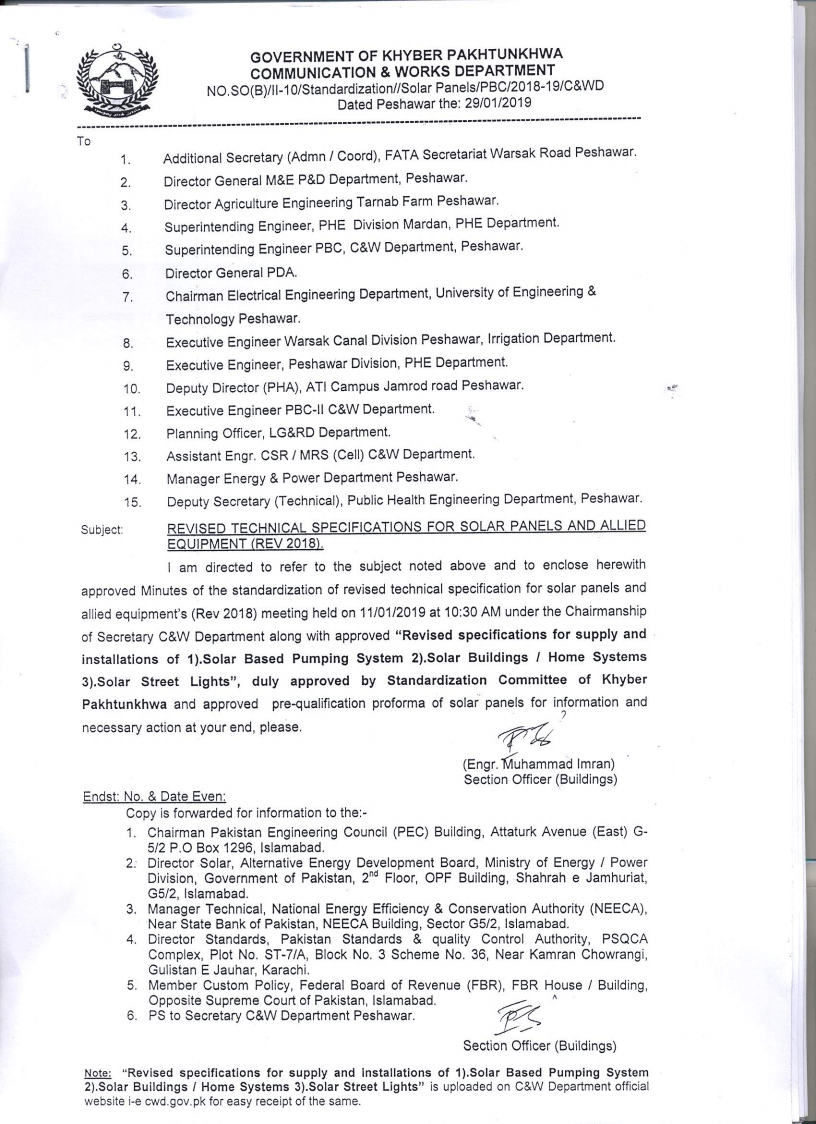 GOVERNMENT OF KHYBER PAKHTUNKHWA
COMMUNICATION & WORKS DEPARTMENT
NO.SO(B)/II-10/Standardization//Solar Panels/PBC/2018-19/C&WD
Dated Peshawar the: 29/01/2019
To
1. Additional Secretary (Admn / Coord), FATA Secretariat Warsak Road Peshawar.
2. Director General M&E P&D Department, Peshawar.
3. Director Agriculture Engineering Tarnab Farm Peshawar.
4. Superintending Engineer, PHE Division Mardan, PHE Department.
5. Superintending Engineer PBC, C&W Department, Peshawar.
6. Director General PDA.
7. Chairman Electrical Engineering Department, University of Engineering &
Technology Peshawar.
8. Executive Engineer Warsak Canal Division Peshawar, Irrigation Department.
9. Executive Engineer, Peshawar Division, PHE Department.
10. Deputy Director (PHA), ATI Campus Jamrod road Peshawar.
11. Executive Engineer PBC-II C&W Department.
12. Planning Officer, LG&RD Department.
13. Assistant Engr. CSR / MRS (Cell) C&W Department.
14. Manager Energy & Power Department Peshawar.
15. Deputy Secretary (Technical), Public Health Engineering Department, Peshawar.
Subject: REVISED TECHNICAL SPECIFICATIONS FOR SOLAR PANELS AND ALLIED
EQUIPMENT (REV 2018).
I am directed to refer to the subject noted above and to enclose herewith
approved Minutes of the standardization of revised technical specification for solar panels and
allied equipment's (Rev 2018) meeting held on 11/01/2019 at 10:30 AM under the Chairmanship
of Secretary C&W Department along with approved "Revised specifications for supply and
installations of 1).Solar Based Pumping System 2).Solar Buildings / Home Systems
3).Solar Street Lights", duly approved by Standardization Committee of Khyber
Pakhtunkhwa and approved pre-qualification proforma of solar panels for information and
necessary action at your end, please.
(Engr. Muhammad Imran)
Section Officer (Buildings)
Endst: No. & Date Even:
Copy is forwarded for information to the:-
1. Chairman Pakistan Engineering Council (PEC) Building, Attaturk Avenue (East) G-
5/2 P.O Box 1296, Islamabad.
2. Director Solar, Alternative Energy Development Board, Ministry of Energy / Power
Division, Government of Pakistan, 2nd Floor, OPF Building, Shahrah e Jamhuriat,
G5/2, Islamabad.
3. Manager Technical, National Energy Efficiency & Conservation Authority (NEECA),
Near State Bank of Pakistan, NEECA Building, Sector G5/2, Islamabad.
4. Director Standards, Pakistan Standards & quality Control Authority, PSQCA
Complex, Plot No. ST-7/A, Block No. 3 Scheme No. 36, Near Kamran Chowrangi,
Gulistan E Jauhar, Karachi.
5. Member Custom Policy, Federal Board of Revenue (FBR), FBR House / Building,
Opposite Supreme Court of Pakistan, Islamabad.
6. PS to Secretary C&W Department Peshawar.
Section Officer (Buildings)
Note: "Revised specifications for supply and installations of 1).Solar Based Pumping System
2).Solar Buildings / Home Systems 3).Solar Street Lights" is uploaded on C&W Department official
website i-e cwd.gov.pk for easy receipt of the same.